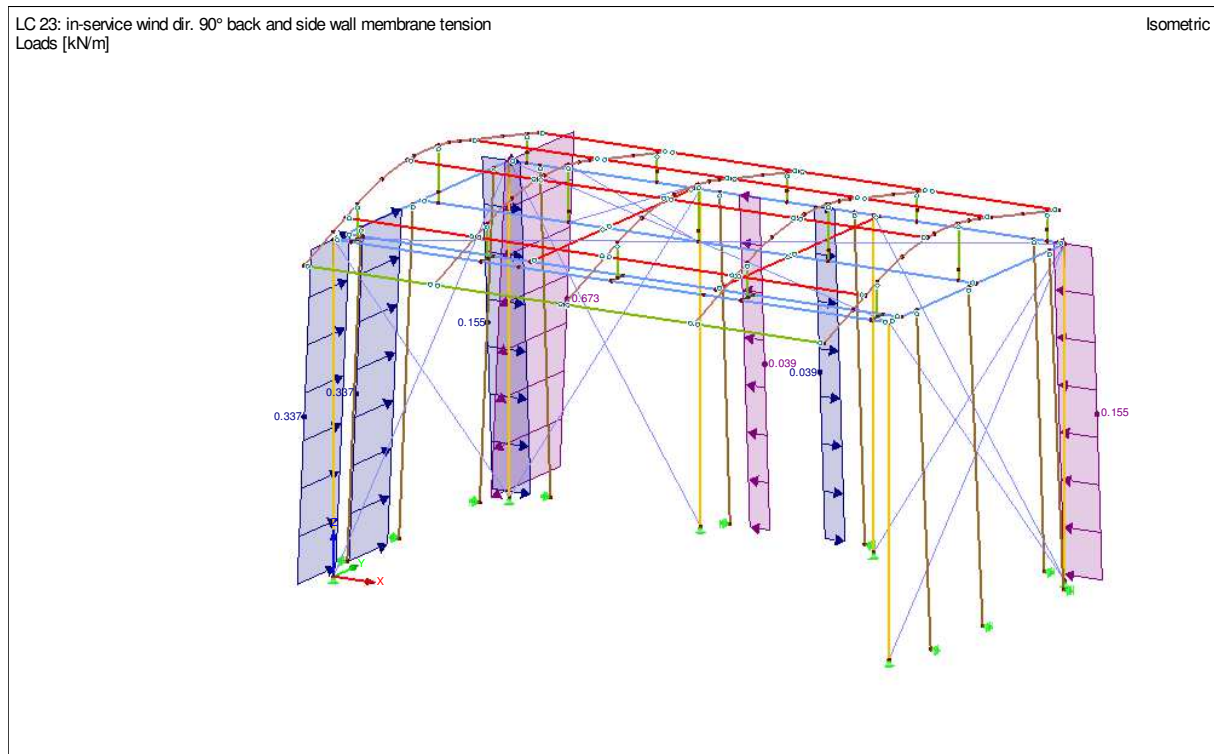 LC 23: in-service wind dir. 90° back and side wall membrane tension
Isometric
Loads [kN/m]
0.673
0.155
0.039
0.039
0.337
0.337
0.155
Z
Y
X